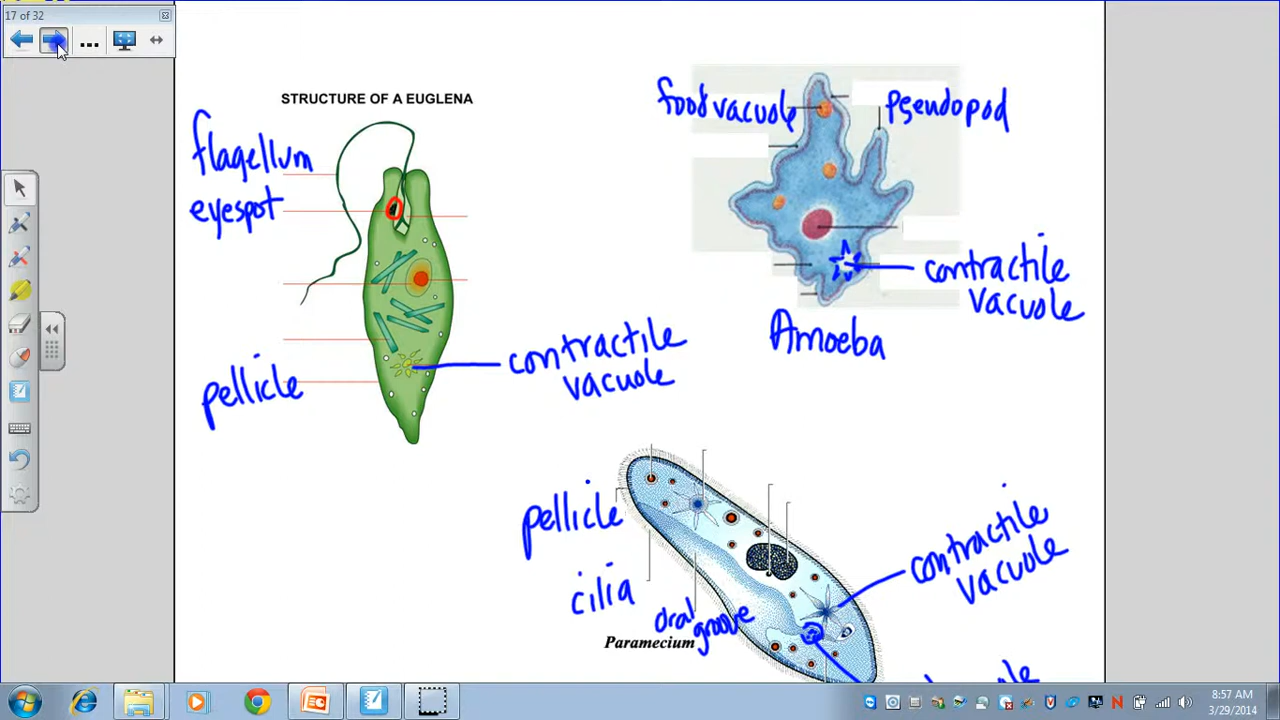 17 of 32
STRUCTURE OF A EUGLENA
flagellum
eyespot
pellicle
contractile
vacuole
food vacuole
pseudopod
contractile
vacuole
Amoeba
pellicle
cilia
oral
groove
Paramecium
contractile
vacuole
8:57 AM
3/29/2014